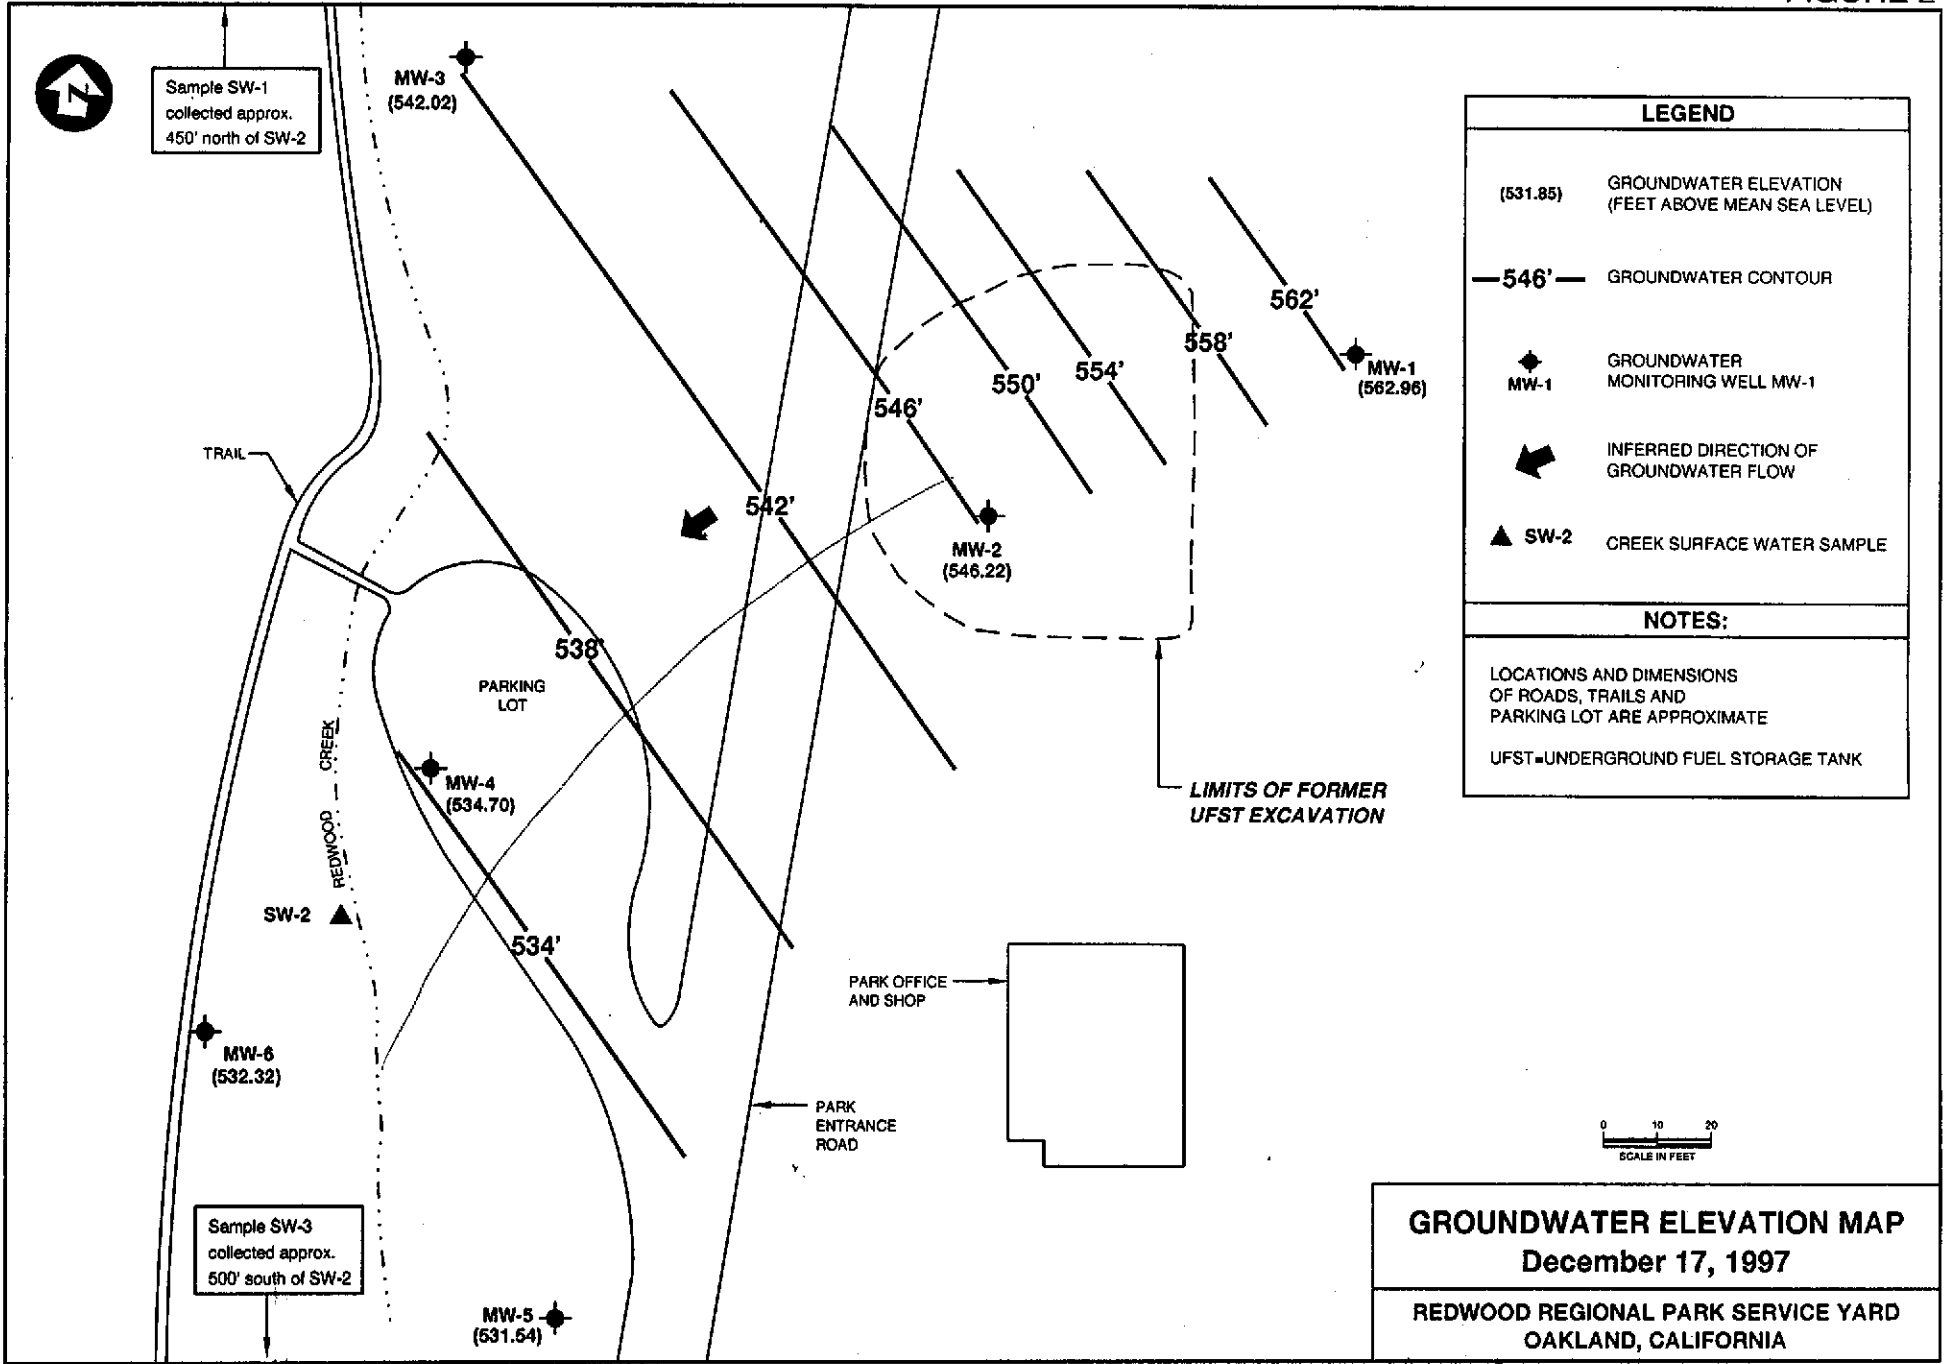 FIGURE 2
N
Sample SW-1
collected approx.
450' north of SW-2
MW-3
(542.02)
TRAIL
562'
558'
554'
550'
546'
542'
538'
534'
MW-1
(562.96)
MW-2
(546.22)
PARKING
LOT
REDWOOD CREEK
MW-4
(534.70)
SW-2
MW-6
(532.32)
LIMITS OF FORMER
UFST EXCAVATION
PARK OFFICE
AND SHOP
PARK
ENTRANCE
ROAD
Sample SW-3
collected approx.
500' south of SW-2
MW-5
(531.54)
LEGEND
(531.85)
GROUNDWATER ELEVATION
(FEET ABOVE MEAN SEA LEVEL)
546'
GROUNDWATER CONTOUR
MW-1
GROUNDWATER
MONITORING WELL MW-1
INFERRED DIRECTION OF
GROUNDWATER FLOW
SW-2
CREEK SURFACE WATER SAMPLE
NOTES:
LOCATIONS AND DIMENSIONS
OF ROADS, TRAILS AND
PARKING LOT ARE APPROXIMATE
UFST=UNDERGROUND FUEL STORAGE TANK
0 10 20
SCALE IN FEET
GROUNDWATER ELEVATION MAP
December 17, 1997
REDWOOD REGIONAL PARK SERVICE YARD
OAKLAND, CALIFORNIA